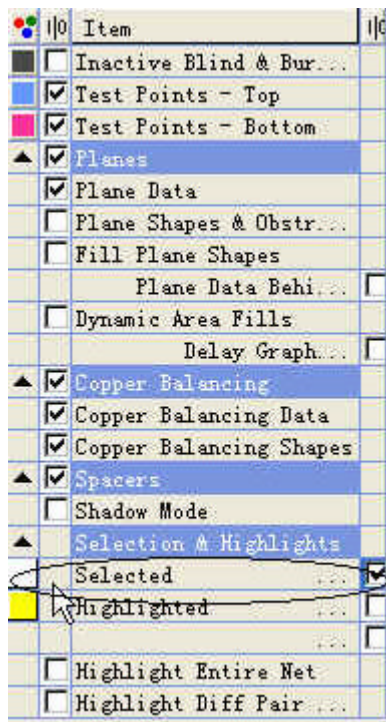 1|0 Item
Inactive Blind & Bur...
Test Points - Top
Test Points - Bottom
Planes
Plane Data
Plane Shapes & Obstr...
Fill Plane Shapes
Plane Data Behi...
Dynamic Area Fills
Delay Graph...
Copper Balancing
Copper Balancing Data
Copper Balancing Shapes
Spacers
Shadow Mode
Selection & Highlights
Selected ...
Highlighted ...
...
Highlight Entire Net
Highlight Diff Pair ...